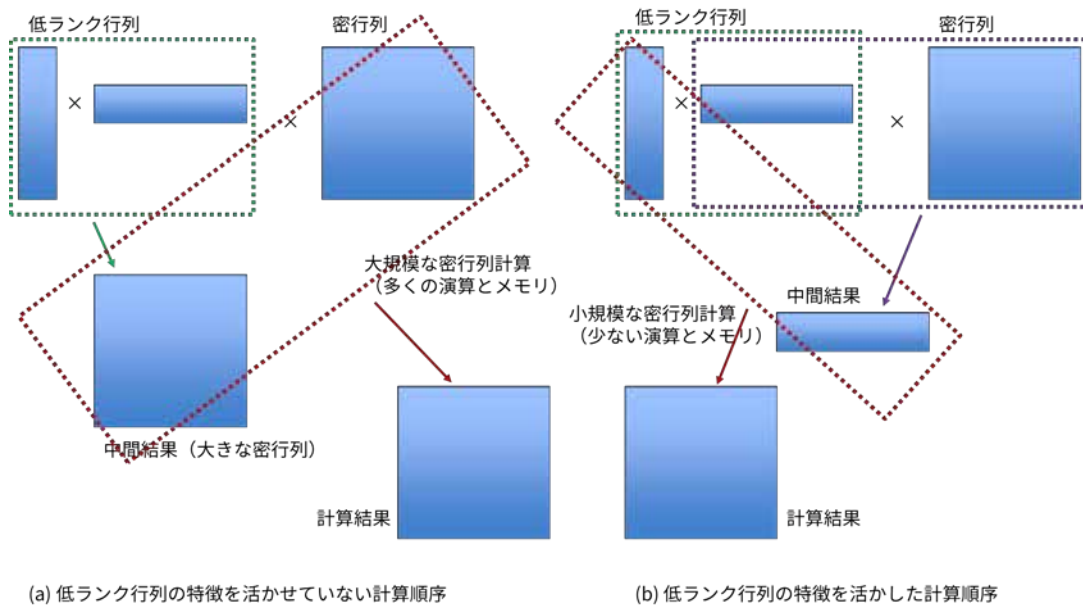 低ランク行列
密行列
×
×
大規模な密行列計算
（多くの演算とメモリ）
中間結果（大きな密行列）
計算結果
(a) 低ランク行列の特徴を活かせていない計算順序
低ランク行列
密行列
×
×
中間結果
小規模な密行列計算
（少ない演算とメモリ）
計算結果
(b) 低ランク行列の特徴を活かした計算順序